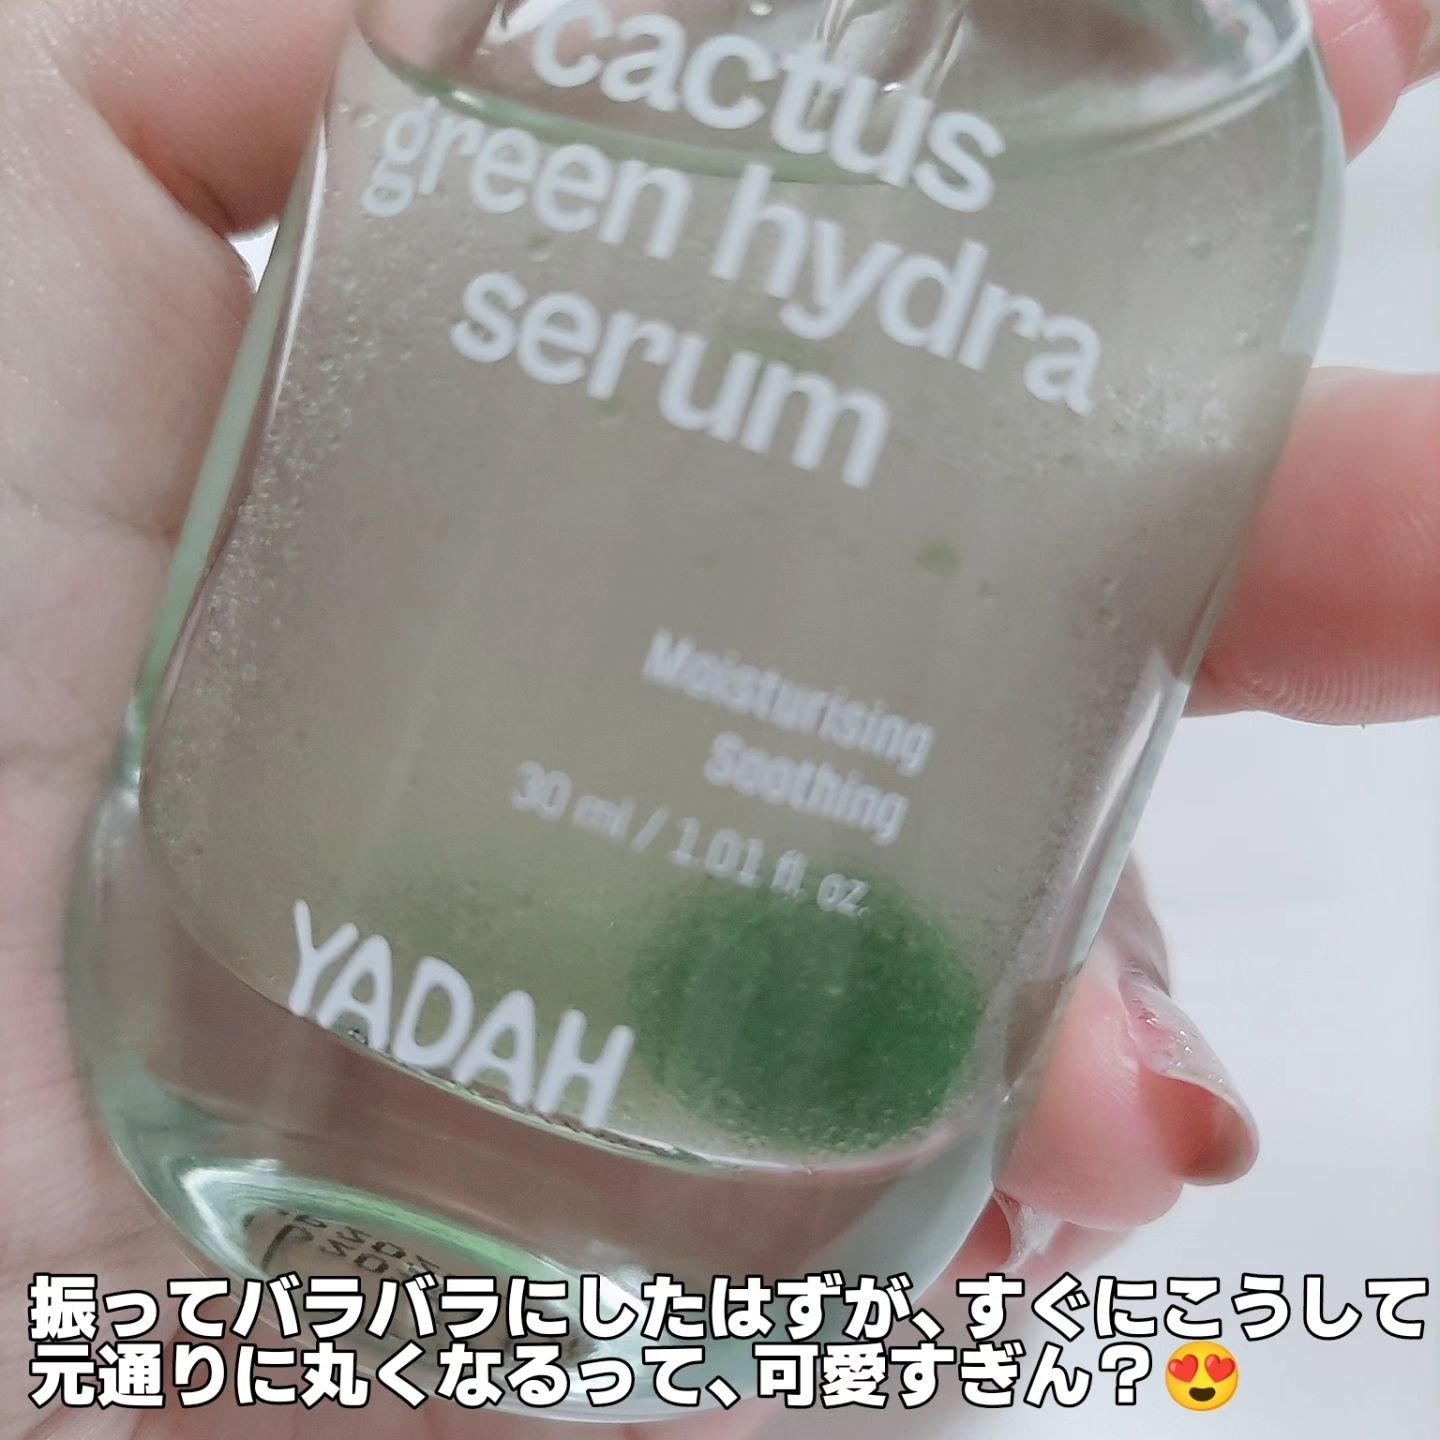 cactus
green hydra
serum
Moisturising
Soothing
30 ml / 1.01 fl. oz.
YADAH
振ってバラバラにしたはずが、すぐにこうして
元通りに丸くなるって、可愛すぎん？😍